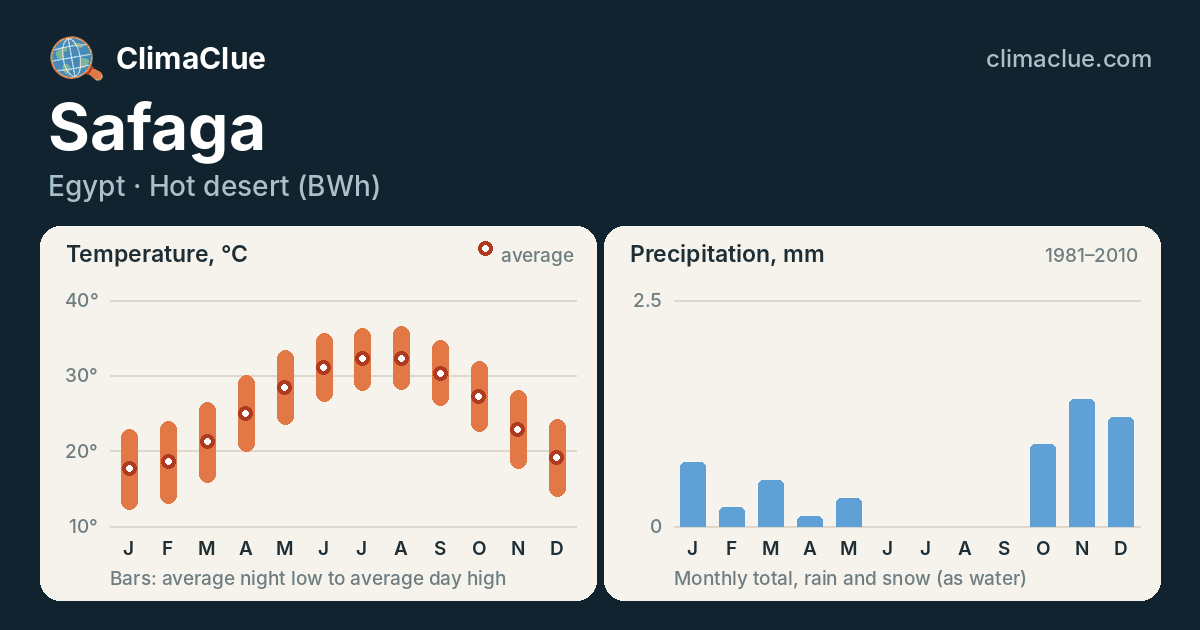 ClimaClue
climaclue.com
Safaga
Egypt · Hot desert (BWh)
Temperature, °C
average
40°
30°
20°
10°
J F M A M J J A S O N D
Bars: average night low to average day high
Precipitation, mm
1981–2010
2.5
0
J F M A M J J A S O N D
Monthly total, rain and snow (as water)